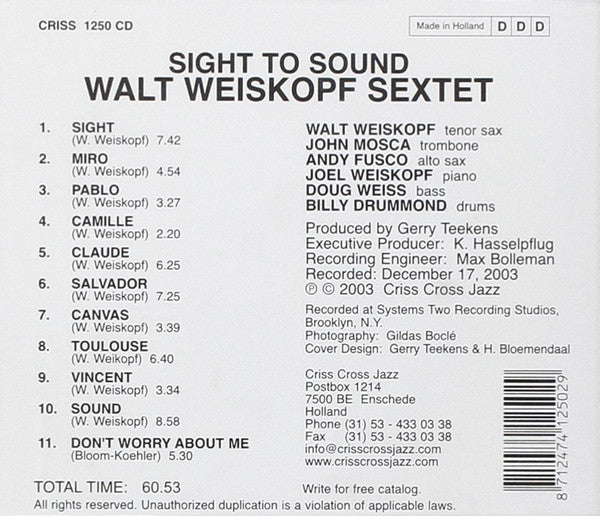 CRISS 1250 CD
Made in Holland D D D
SIGHT TO SOUND
WALT WEISKOPF SEXTET
1. SIGHT
(W. Weiskopf) 7.42
2. MIRO
(W. Weiskopf) 4.54
3. PABLO
(W. Weiskopf) 3.27
4. CAMILLE
(W. Weiskopf) 2.20
5. CLAUDE
(W. Weiskopf) 6.25
6. SALVADOR
(W. Weiskopf) 7.25
7. CANVAS
(W. Weiskopf) 3.39
8. TOULOUSE
(W. Weikopf) 6.40
9. VINCENT
(W. Weiskopf) 3.34
10. SOUND
(W. Weiskopf) 8.58
11. DON'T WORRY ABOUT ME
(Bloom-Koehler) 5.30
TOTAL TIME: 60.53
WALT WEISKOPF tenor sax
JOHN MOSCA trombone
ANDY FUSCO alto sax
JOEL WEISKOPF piano
DOUG WEISS bass
BILLY DRUMMOND drums
Produced by Gerry Teekens
Executive Producer: K. Hasselpflug
Recording Engineer: Max Bolleman
Recorded: December 17, 2003
Ⓟ © 2003 Criss Cross Jazz
Recorded at Systems Two Recording Studios,
Brooklyn, N.Y.
Photography: Gildas Boclé
Cover Design: Gerry Teekens & H. Bloemendaal
Criss Cross Jazz
Postbox 1214
7500 BE Enschede
Holland
Phone (31) 53 - 433 03 38
Fax (31) 53 - 433 03 38
info@crisscrossjazz.com
www.crisscrossjazz.com
Write for free catalog.
8 712474 125029
All rights reserved. Unauthorized duplication is a violation of applicable laws.